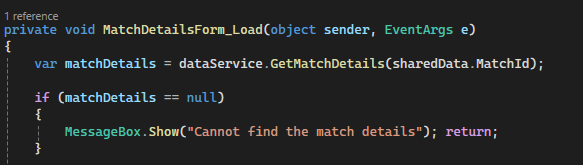 1 reference
private void MatchDetailsForm_Load(object sender, EventArgs e)
{
var matchDetails = dataService.GetMatchDetails(sharedData.MatchId);
if (matchDetails == null)
{
MessageBox.Show("Cannot find the match details"); return;
}